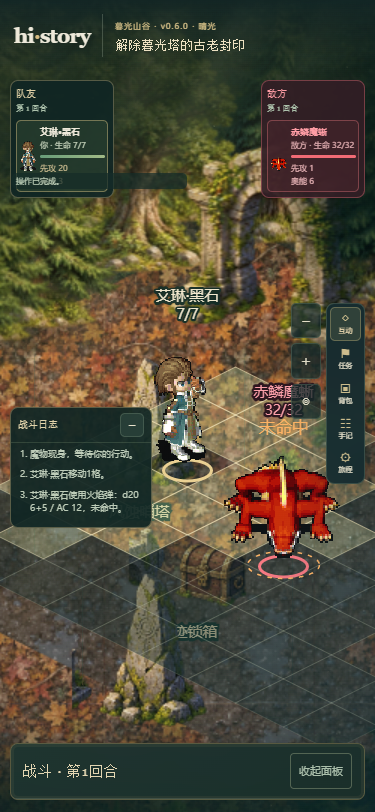 hi·story
暮光山谷 · v0.6.0 · 晴光
解除暮光塔的古老封印
队友
第 1 回合
艾琳·黑石
你 · 生命 7/7
先攻 20
操作已完成。
敌方
第 1 回合
赤鳞魔蜥
敌方 · 生命 32/32
先攻 1
奥能 6
艾琳·黑石
7/7
−
+
◎
互动
任务
背包
手记
旅程
赤鳞魔蜥
32/32
未命中
战斗日志
−
1. 魔物现身，等待你的行动。
2. 艾琳·黑石移动1格。
3. 艾琳·黑石使用火焰弹：d20
6+5 / AC 12，未命中。
塔
锁箱
战斗 · 第1回合
收起面板